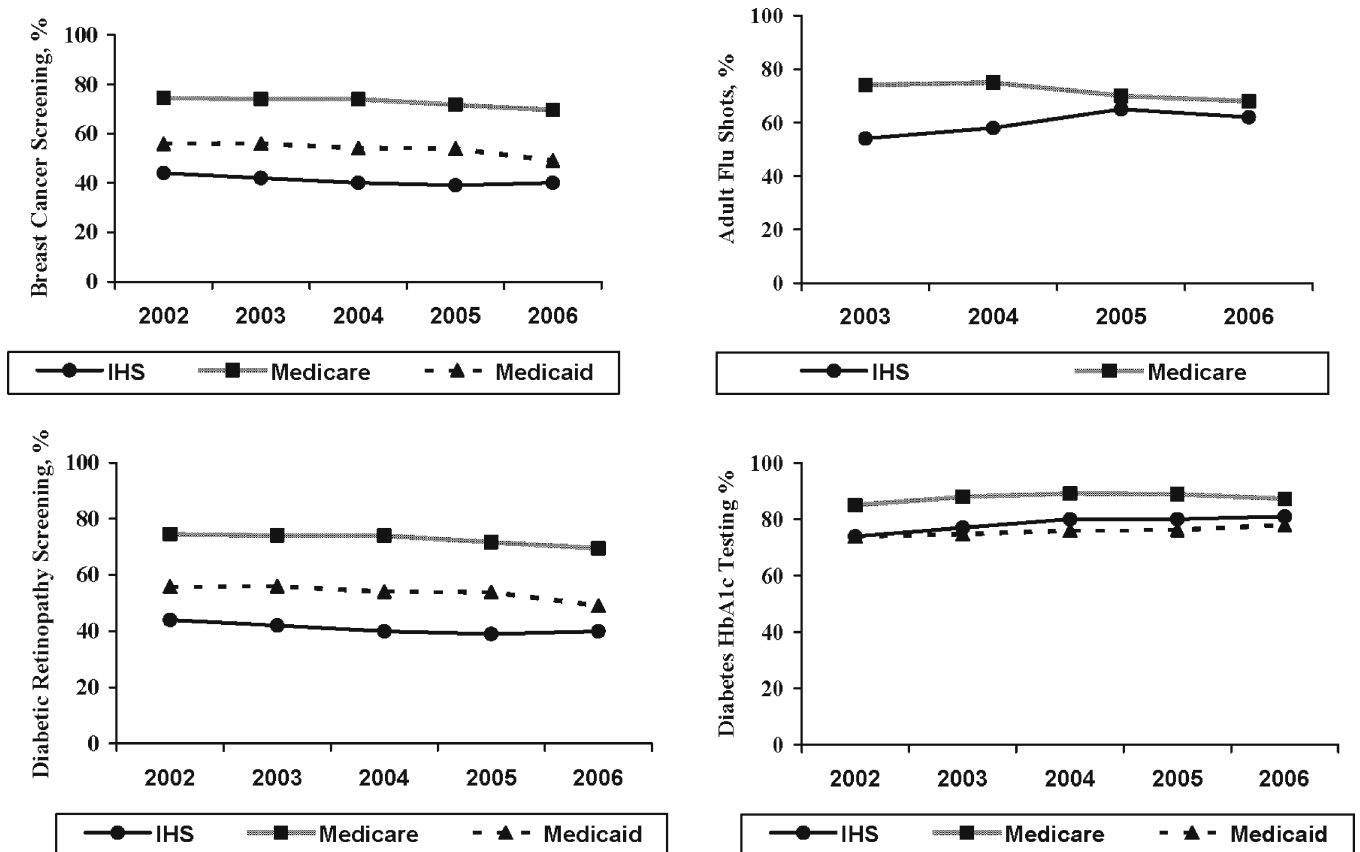 Breast Cancer Screening, %
100
80
60
40
20
0
2002 2003 2004 2005 2006
IHS Medicare Medicaid
Adult Flu Shots, %
100
80
60
40
20
0
2003 2004 2005 2006
IHS Medicare
Diabetic Retinopathy Screening, %
100
80
60
40
20
0
2002 2003 2004 2005 2006
IHS Medicare Medicaid
Diabetes HbA1c Testing %
100
80
60
40
20
0
2002 2003 2004 2005 2006
IHS Medicare Medicaid